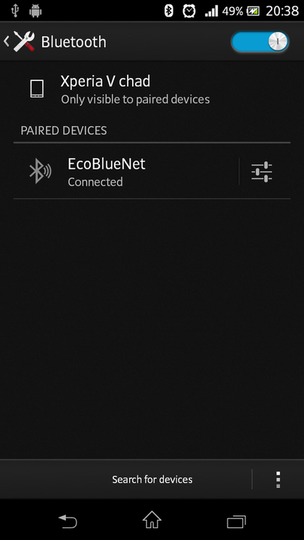 49% 20:38
Bluetooth
Xperia V chad
Only visible to paired devices
PAIRED DEVICES
EcoBlueNet
Connected
Search for devices